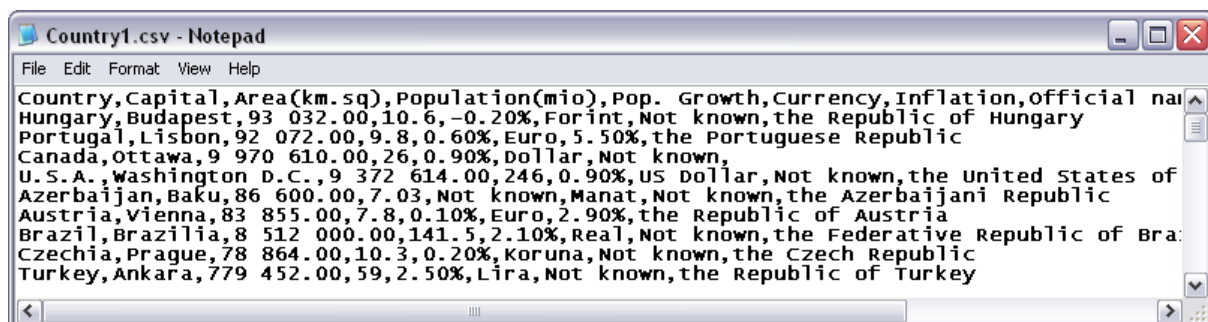 Country1.csv - Notepad
File Edit Format View Help
Country,Capital,Area(km.sq),Population(mio),Pop. Growth,Currency,Inflation,Official
Hungary,Budapest,93 032.00,10.6,-0.20%,Forint,Not known,the Republic of Hungary
Portugal,Lisbon,92 072.00,9.8,0.60%,Euro,5.50%,the Portuguese Republic
Canada,Ottawa,9 970 610.00,26,0.90%,Dollar,Not known,
U.S.A.,Washington D.C.,9 372 614.00,246,0.90%,US Dollar,Not known,the United States of
Azerbaijan,Baku,86 600.00,7.03,Not known,Manat,Not known,the Azerbaijani Republic
Austria,Vienna,83 855.00,7.8,0.10%,Euro,2.90%,the Republic of Austria
Brazil,Brazilia,8 512 000.00,141.5,2.10%,Real,Not known,the Federative Republic of
Czechia,Prague,78 864.00,10.3,0.20%,Koruna,Not known,the Czech Republic
Turkey,Ankara,779 452.00,59,2.50%,Lira,Not known,the Republic of Turkey